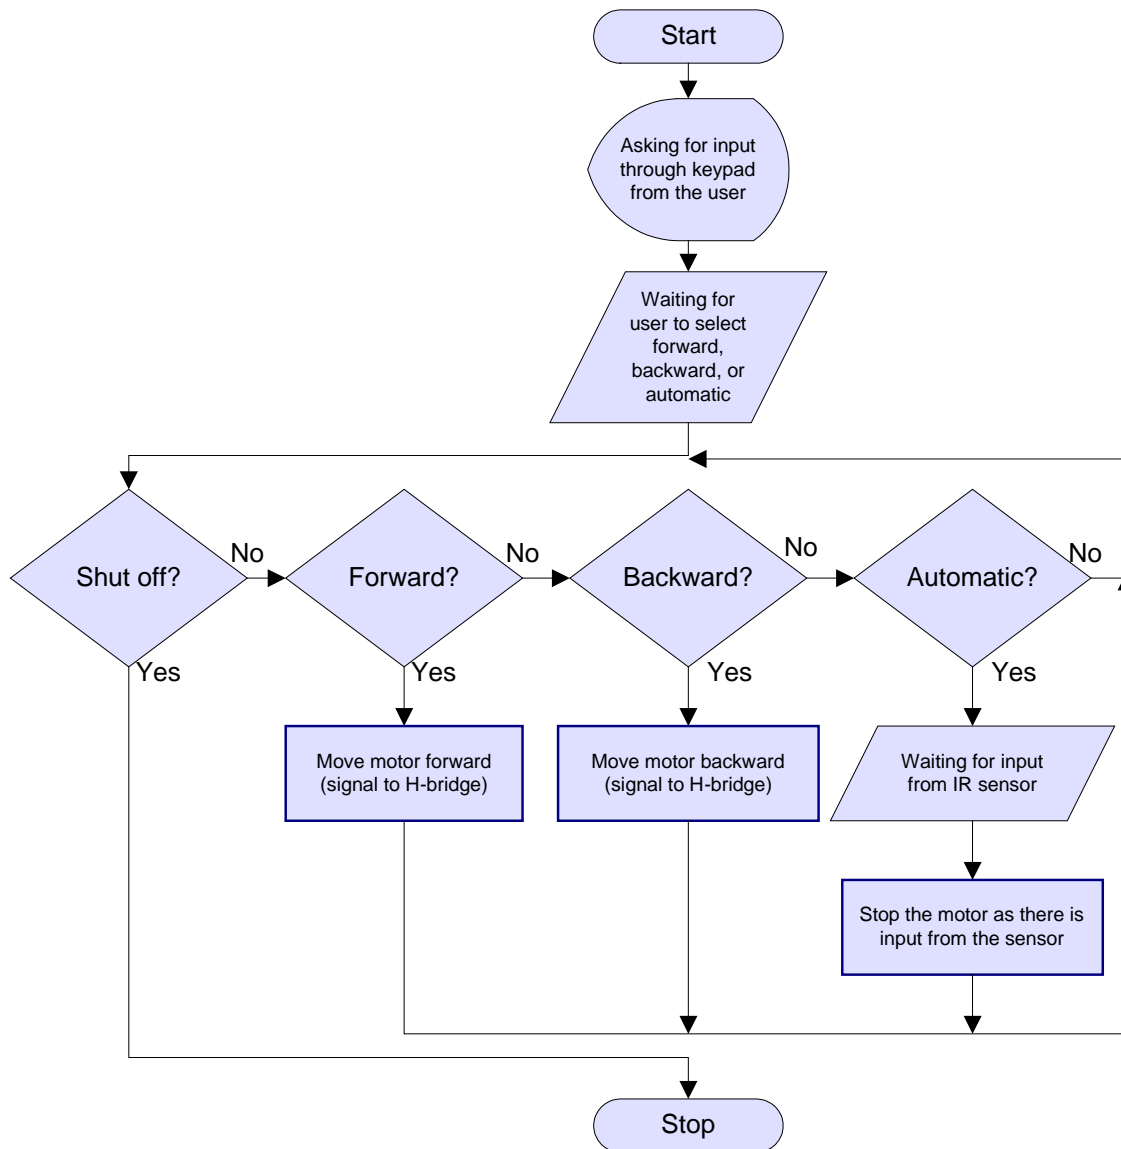 Start
Asking for input
through keypad
from the user
Waiting for
user to select
forward,
backward, or
automatic
Shut off?
No
Forward?
No
Backward?
No
Automatic?
No
Yes
Yes
Yes
Yes
Move motor forward
(signal to H-bridge)
Move motor backward
(signal to H-bridge)
Waiting for input
from IR sensor
Stop the motor as there is
input from the sensor
Stop